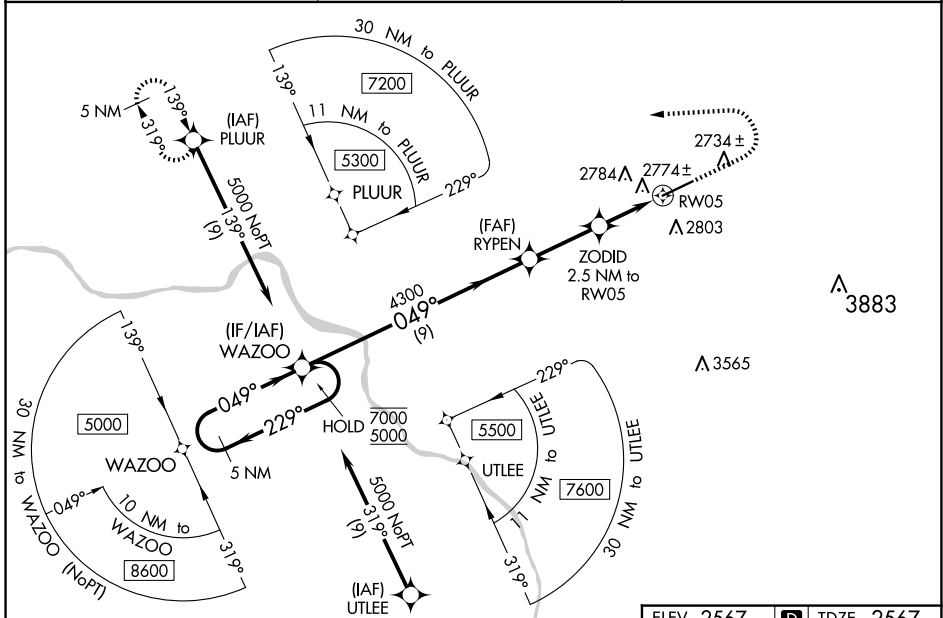 30 NM to PLUUR
7200
139°
11 NM to PLUUR
5300
PLUUR
229°
5 NM
139°
319°
(IAF)
PLUUR
5000 NoPT
139°
(9)
2734 ±
2784
2774 ±
RW05
2803
(FAF)
RYPEN
ZODID
2.5 NM to
RW05
3883
3565
4300
049°
(9)
(IF/IAF)
WAZOO
049°
229°
5 NM
HOLD 7000
5000
139°
5000
WAZOO
30 NM to WAZOO (NoPT)
049°
10 NM to
WAZOO
8600
319°
229°
5500
UTLEE
11 NM to UTLEE
7600
30 NM to UTLEE
319°
5000 NoPT
319°
(9)
(IAF)
UTLEE
ELEV 2567 D TDZE 2567